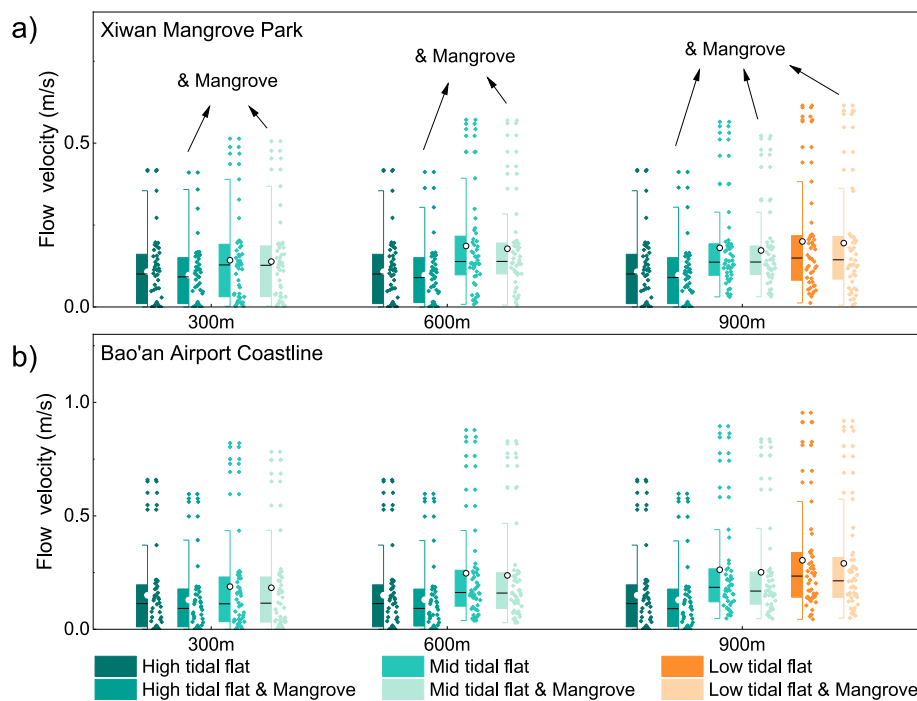 a)
Xiwan Mangrove Park
& Mangrove
& Mangrove
& Mangrove
Flow velocity (m/s)
0.5
0.0
300m
600m
900m
b)
Bao'an Airport Coastline
Flow velocity (m/s)
1.0
0.5
0.0
300m
600m
900m
High tidal flat
Mid tidal flat
Low tidal flat
High tidal flat & Mangrove
Mid tidal flat & Mangrove
Low tidal flat & Mangrove